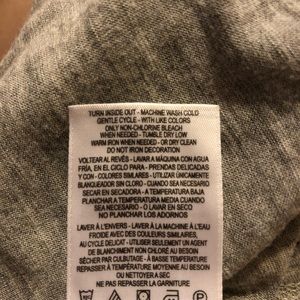 TURN INSIDE OUT - MACHINE WASH COLD
GENTLE CYCLE - WITH LIKE COLORS
ONLY NON-CHLORINE BLEACH
WHEN NEEDED - TUMBLE DRY LOW
WARM IRON WHEN NEEDED - OR DRY CLEAN
DO NOT IRON DECORATION
VOLTEAR AL REVÉS - LAVAR A MÁQUINA CON AGUA
FRÍA, EN EL CICLO PARA - PRENDAS DELICADAS
Y CON - COLORES SIMILARES - UTILIZAR ÚNICAMENTE
BLANQUEADOR SIN CLORO - CUANDO SEA NECESARIO
SECAR EN SECADORA - A TEMPERATURA BAJA
PLANCHAR A TEMPERATURA MEDIA CUANDO
SEA NECESARIO - O LAVAR EN SECO
NO PLANCHAR LOS ADORNOS
LAVER À L'ENVERS - LAVER À LA MACHINE À L'EAU
FROIDE AVEC DES COULEURS SIMILAIRES,
AU CYCLE DÉLICAT - UTILISER SEULEMENT UN AGENT
DE BLANCHIMENT NON CHLORÉ AU BESOIN
SÉCHER PAR CULBUTAGE - À BASSE TEMPÉRATURE
REPASSER À TEMPÉRATURE MOYENNE AU BESOIN
OU NETTOYER À SEC
NE PAS REPASSER LA GARNITURE